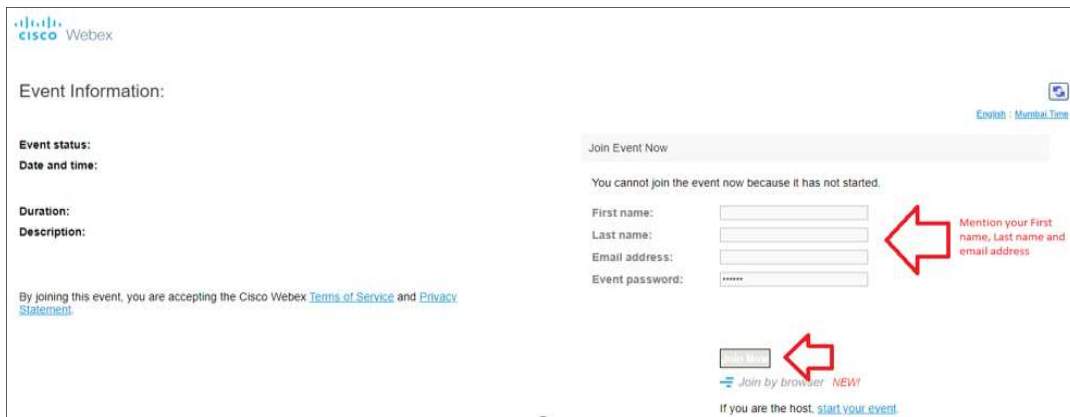 cisco Webex
Event Information:
English : Mumbai Time
Event status:
Date and time:
Duration:
Description:
By joining this event, you are accepting the Cisco Webex Terms of Service and Privacy
Statement.
Join Event Now
You cannot join the event now because it has not started.
First name:
Last name:
Email address:
Event password:
••••••
Mention your First
name, Last name and
email address
Join Now
Join by browser NEW!
If you are the host, start your event.